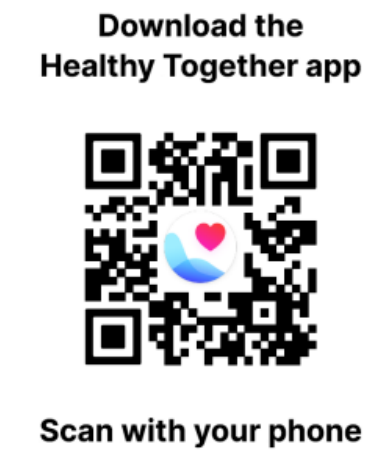 Download the
Healthy Together app
Scan with your phone